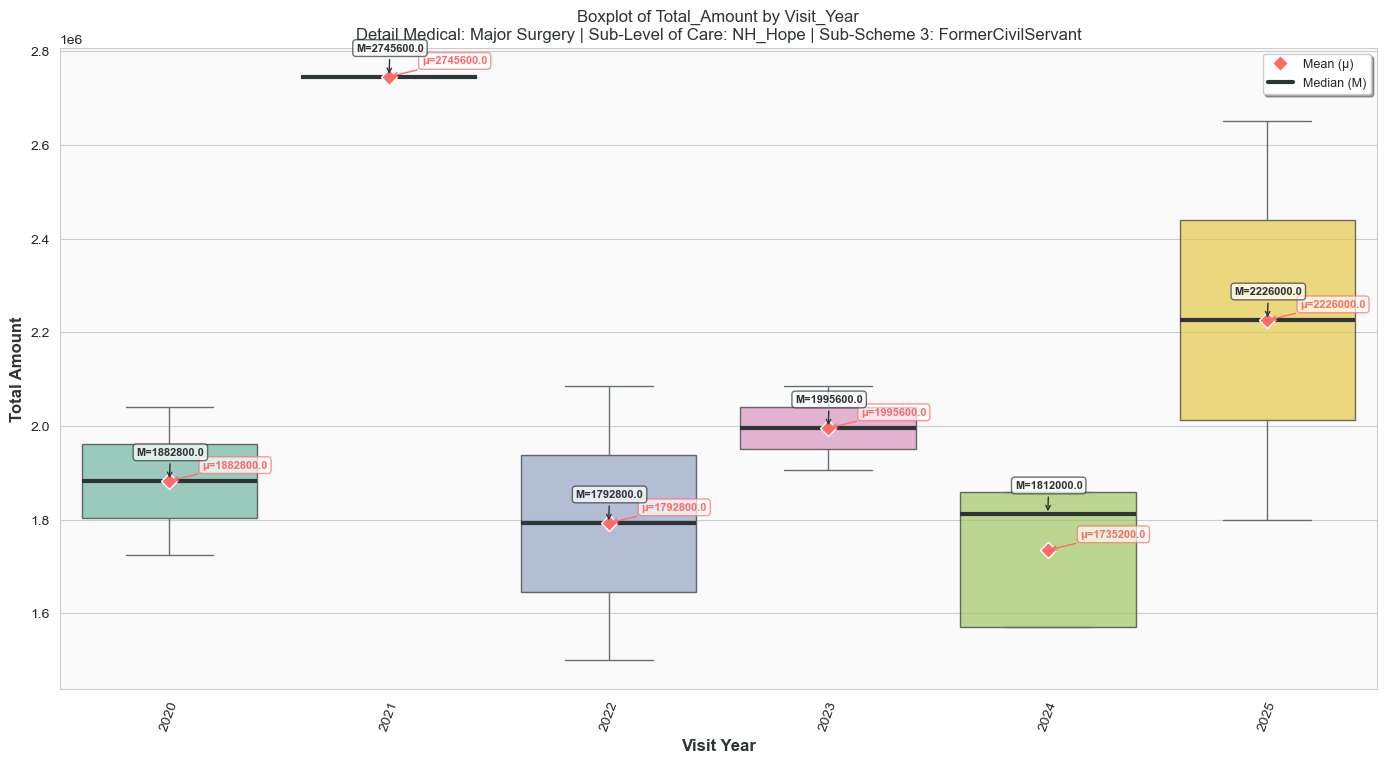 Boxplot of Total_Amount by Visit_Year
Detail Medical: Major Surgery | Sub-Level of Care: NH_Hope | Sub-Scheme 3: FormerCivilServant
1e6
2.8
2.6
2.4
2.2
2.0
1.8
1.6
Total Amount
M=2745600.0
μ=2745600.0
Mean (μ)
Median (M)
M=2226000.0
μ=2226000.0
M=1995600.0
μ=1995600.0
M=1882800.0
μ=1882800.0
M=1792800.0
μ=1792800.0
M=1812000.0
μ=1735200.0
2020
2021
2022
2023
2024
2025
Visit Year